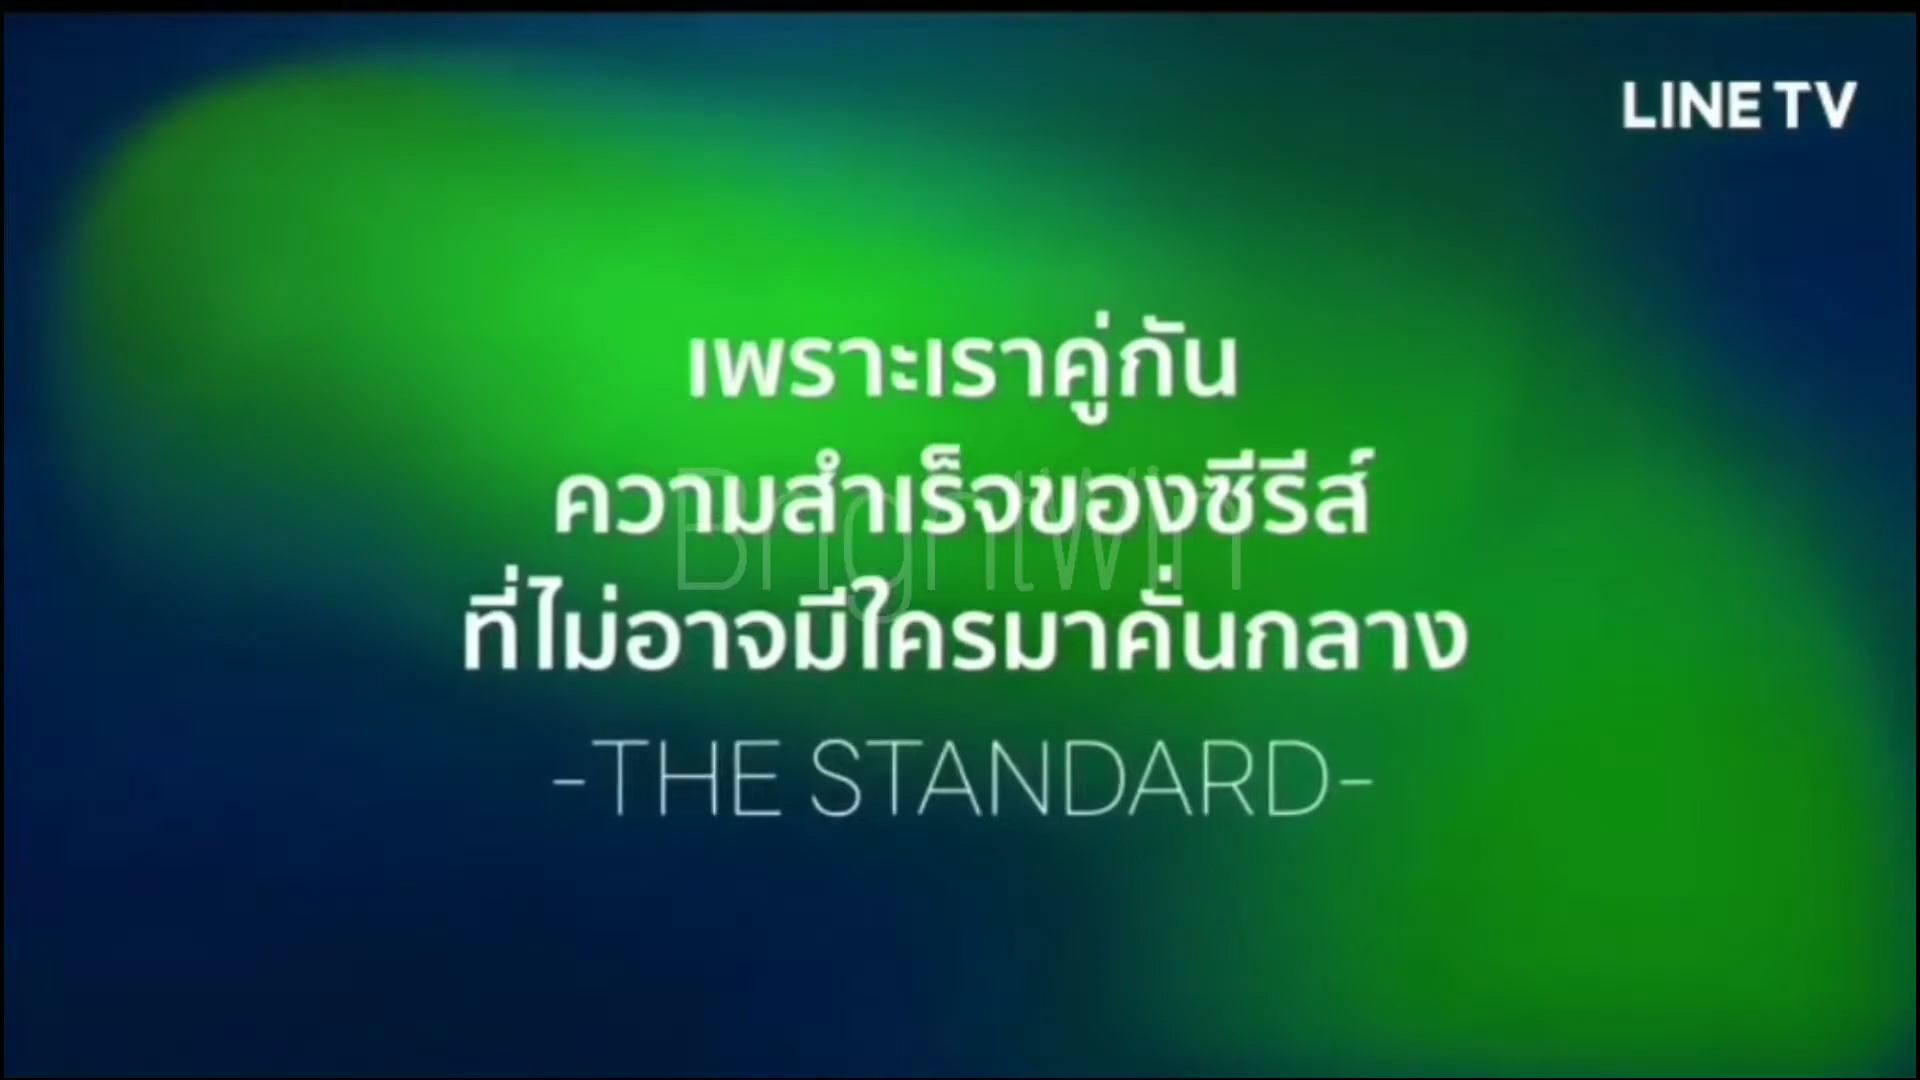 LINE TV
เพราะเราคู่กัน
ความสำเร็จของซีรีส์
ที่ไม่อาจมีใครมาคั่นกลาง
-THE STANDARD-
BrightWin